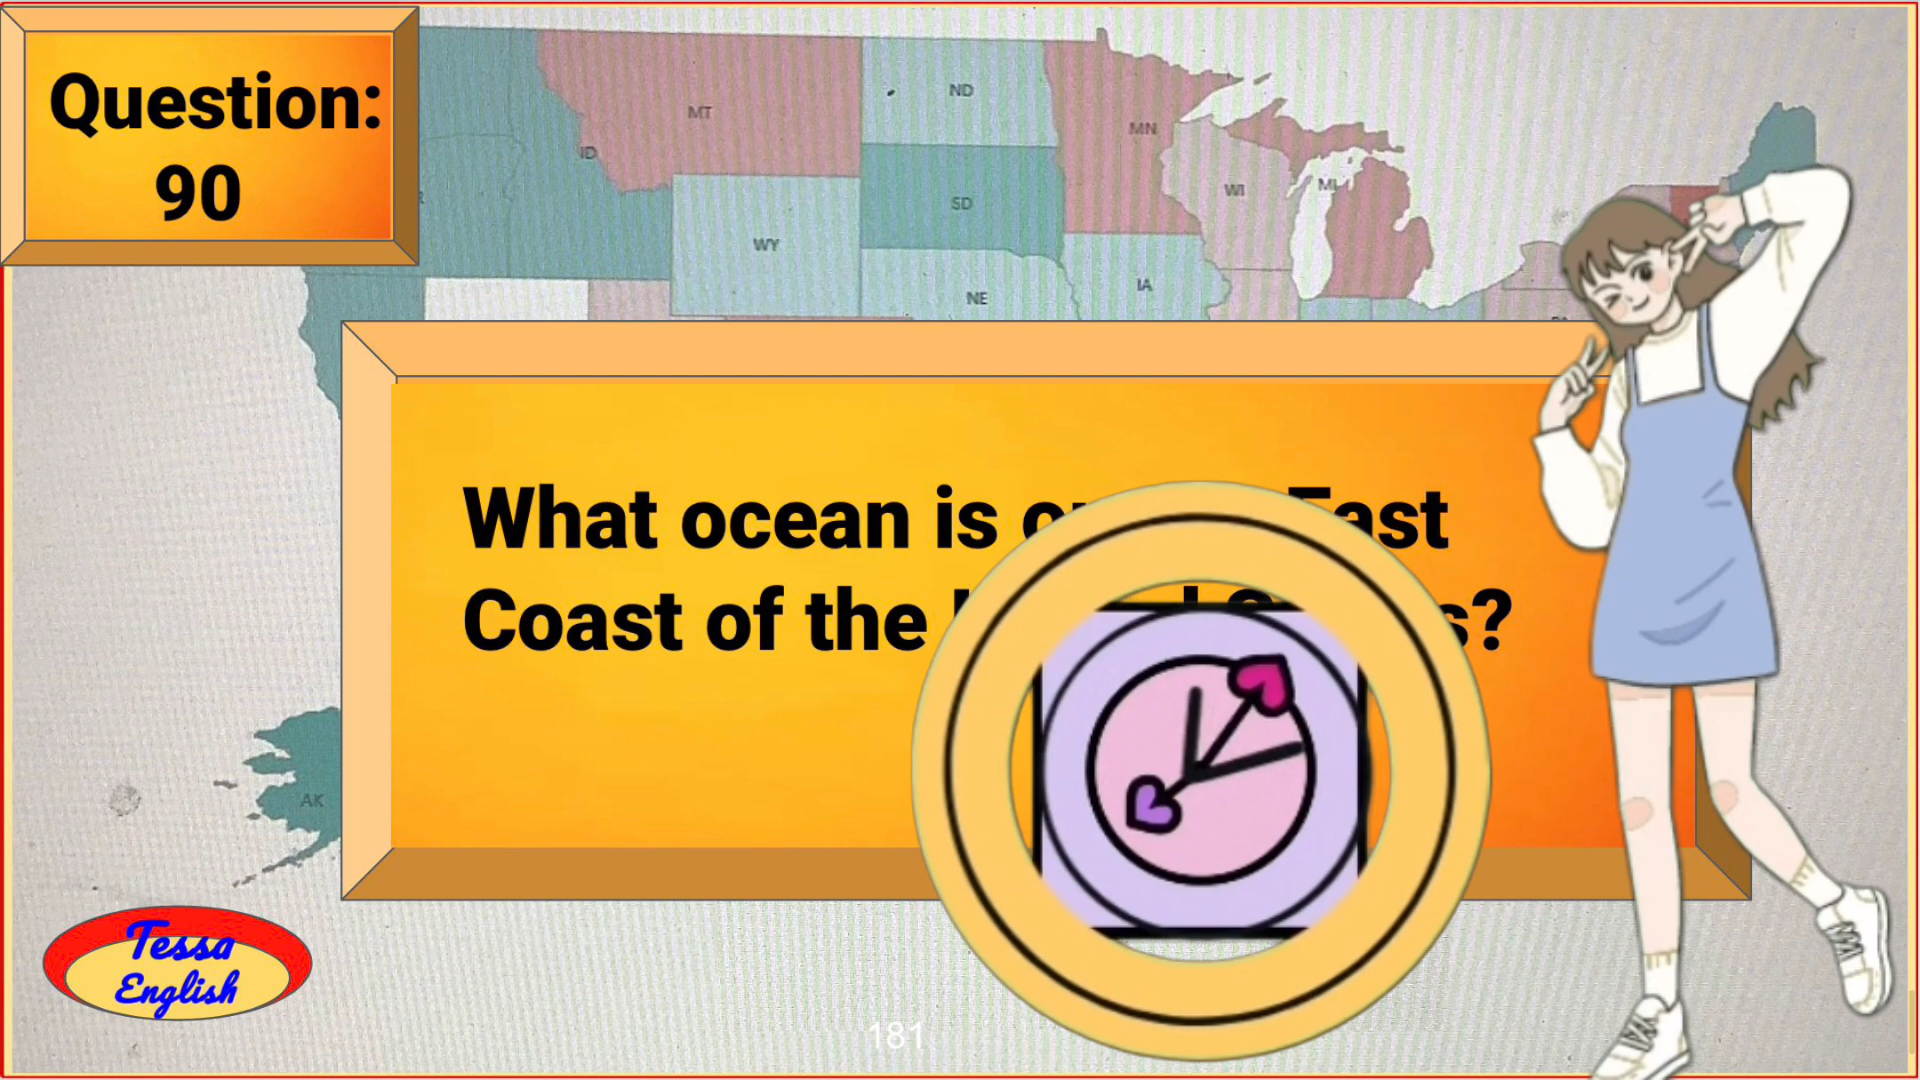 Question:
90
MT
ND
MN
ID
WI
MI
SD
WY
IA
NE
What ocean is East
Coast of the
AK
Tessa
English
181